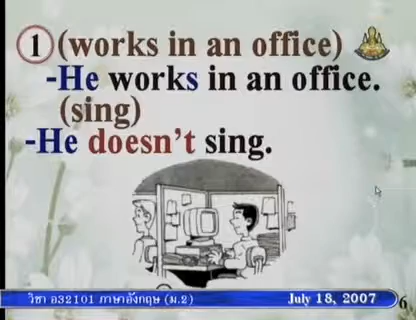 1 (works in an office)
-He works in an office.
(sing)
-He doesn't sing.
วิชา อ32101 ภาษาอังกฤษ (ม.2) July 18, 2007 6